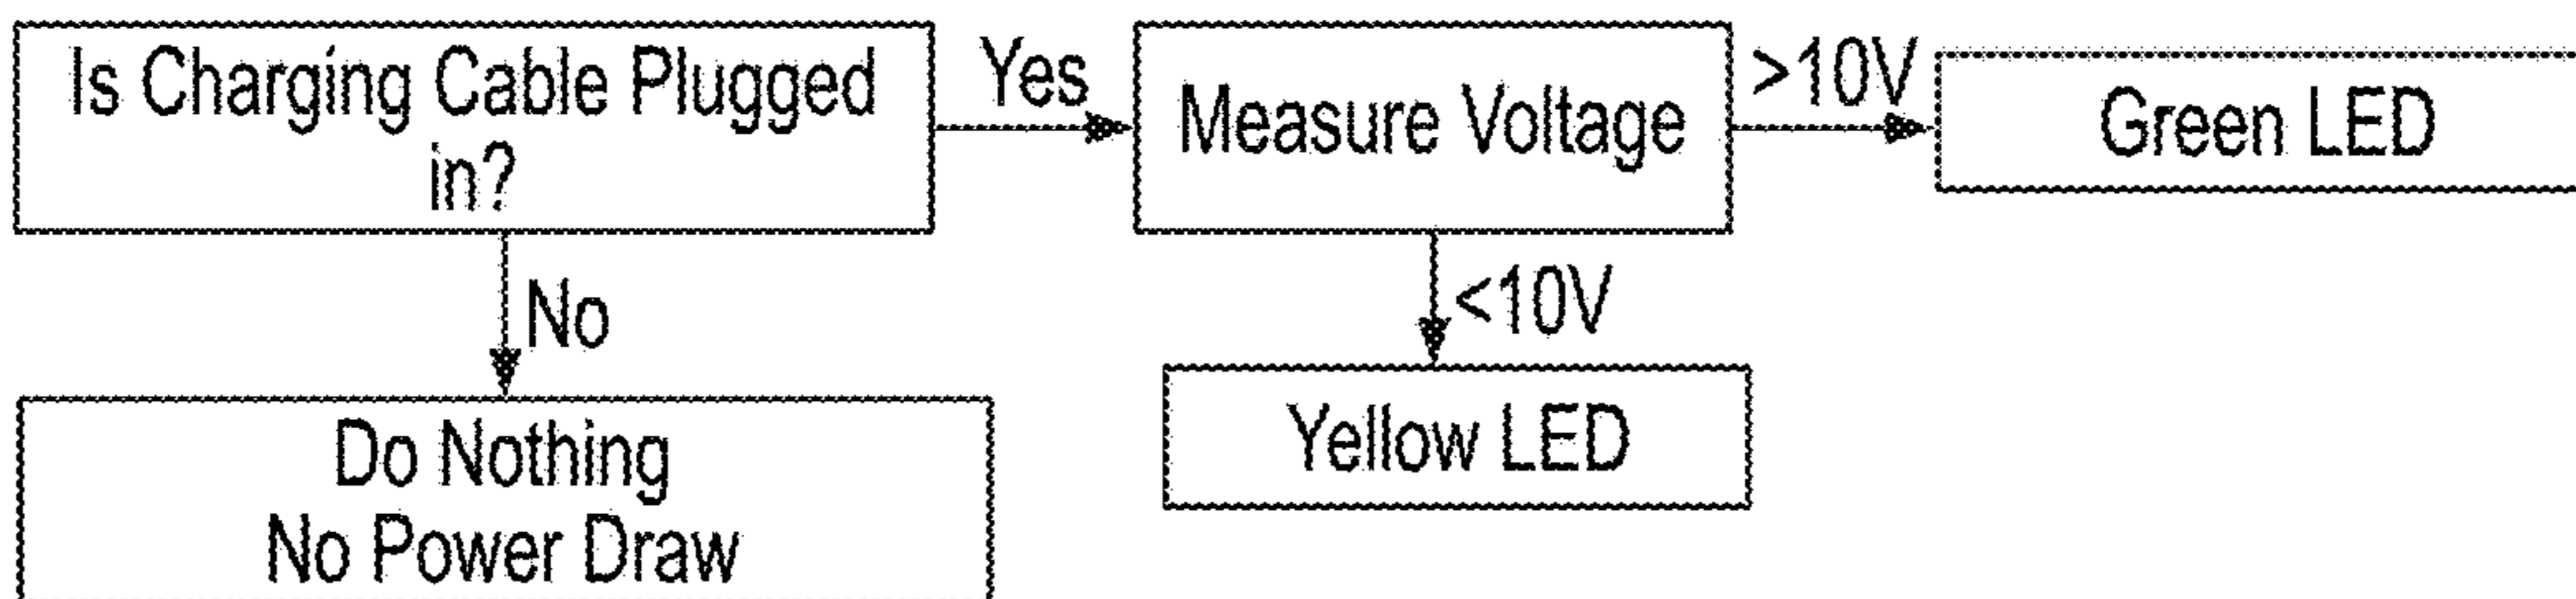 Is Charging Cable Plugged
in?
Yes
Measure Voltage
>10V
Green LED
No
<10V
Do Nothing
No Power Draw
Yellow LED